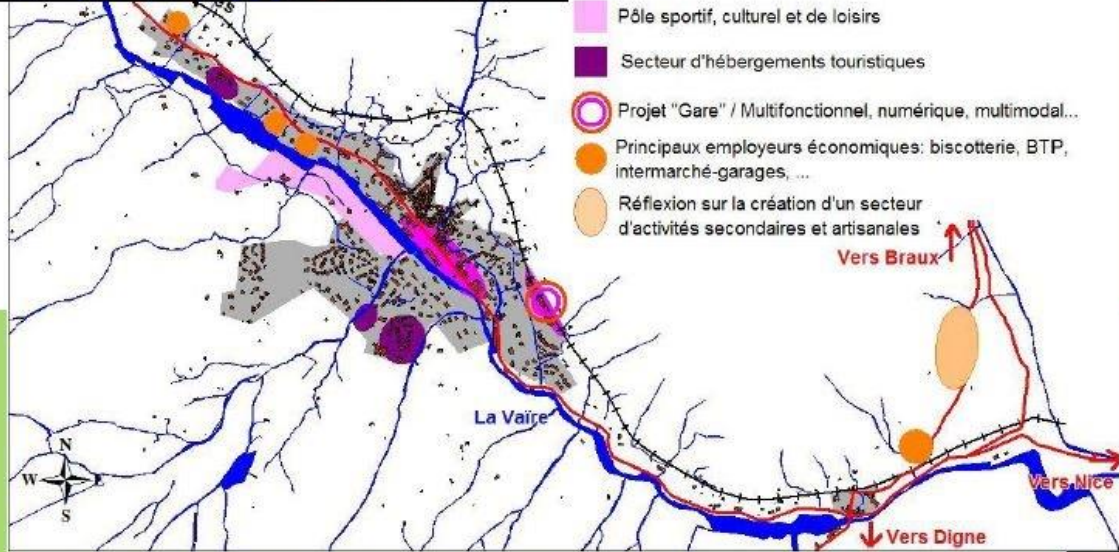 Pôle sportif, culturel et de loisirs
Secteur d'hébergements touristiques
Projet "Gare" / Multifonctionnel, numérique, multimodal...
Principaux employeurs économiques: biscotterie, BTP,
intermarché-garages, ...
Réflexion sur la création d'un secteur
d'activités secondaires et artisanales
Vers Braux
La Vaïre
N
W
E
S
Vers Nice
Vers Digne